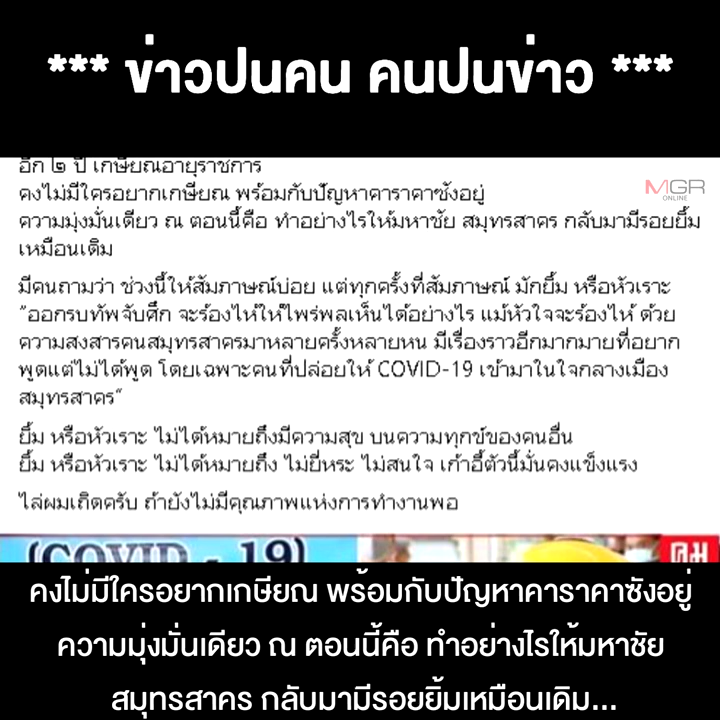 *** ข่าวปนคน คนปนข่าว ***
อีก ๒ ปี เกษียณอายุราชการ
คงไม่มีใครอยากเกษียณ พร้อมกับปัญหาคาราคาซังอยู่
MGR
ONLINE
ความมุ่งมั่นเดียว ณ ตอนนี้คือ ทำอย่างไรให้มหาชัย สมุทรสาคร กลับมามีรอยยิ้ม
เหมือนเดิม
มีคนถามว่า ช่วงนี้ให้สัมภาษณ์บ่อย แต่ทุกครั้งที่สัมภาษณ์ มักยิ้ม หรือหัวเราะ
"ออกรบทัพจับศึก จะร้องไห้ให้ไพร่พลเห็นได้อย่างไร แม้หัวใจจะร้องไห้ ด้วย
ความสงสารคนสมุทรสาครมาหลายครั้งหลายหน มีเรื่องราวอีกมากมายที่อยาก
พูดแต่ไม่ได้พูด โดยเฉพาะคนที่ปล่อยให้ COVID-19 เข้ามาในใจกลางเมือง
สมุทรสาคร"
ยิ้ม หรือหัวเราะ ไม่ได้หมายถึงมีความสุข บนความทุกข์ของคนอื่น
ยิ้ม หรือหัวเราะ ไม่ได้หมายถึง ไม่ยี่หระ ไม่สนใจ เก้าอี้ตัวนี้มั่นคงแข็งแรง
ไล่ผมเถิดครับ ถ้ายังไม่มีคุณภาพแห่งการทำงานพอ
(COVID - 19)
คม
คงไม่มีใครอยากเกษียณ พร้อมกับปัญหาคาราคาซังอยู่
ความมุ่งมั่นเดียว ณ ตอนนี้คือ ทำอย่างไรให้มหาชัย
สมุทรสาคร กลับมามีรอยยิ้มเหมือนเดิม...